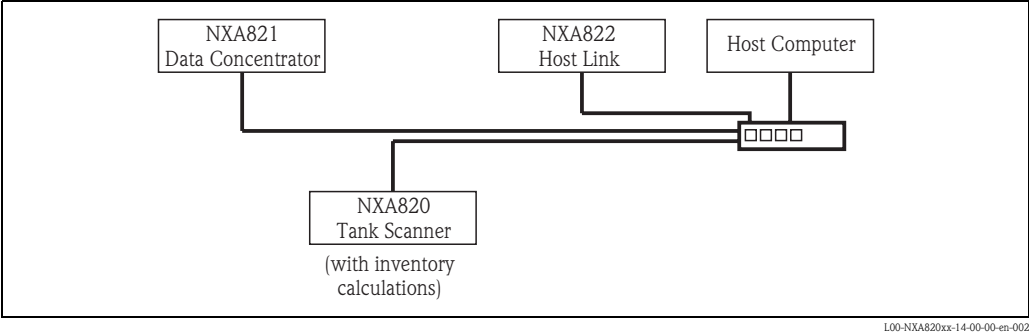 NXA821
Data Concentrator
NXA822
Host Link
Host Computer
NXA820
Tank Scanner
(with inventory
calculations)
L00-NXA820xx-14-00-00-en-002